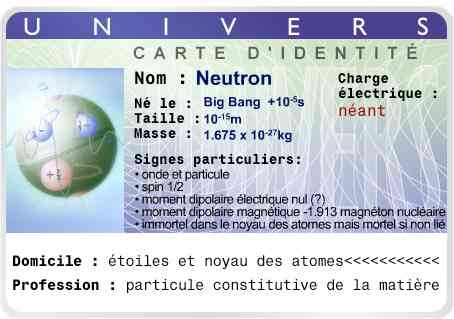 UNIVERS
CARTE D'IDENTITÉ
Nom : Neutron
Charge
électrique :
néant
Né le : Big Bang +10⁻⁵s
Taille : 10⁻¹⁵m
Masse : 1.675 x 10⁻²⁷kg
Signes particuliers:
• onde et particule
• spin 1/2
• moment dipolaire électrique nul (?)
• moment dipolaire magnétique -1.913 magnéton nucléaire
• immortel dans le noyau des atomes mais mortel si non lié
Domicile : étoiles et noyau des atomes<<<<<<<<<<<
Profession : particule constitutive de la matière